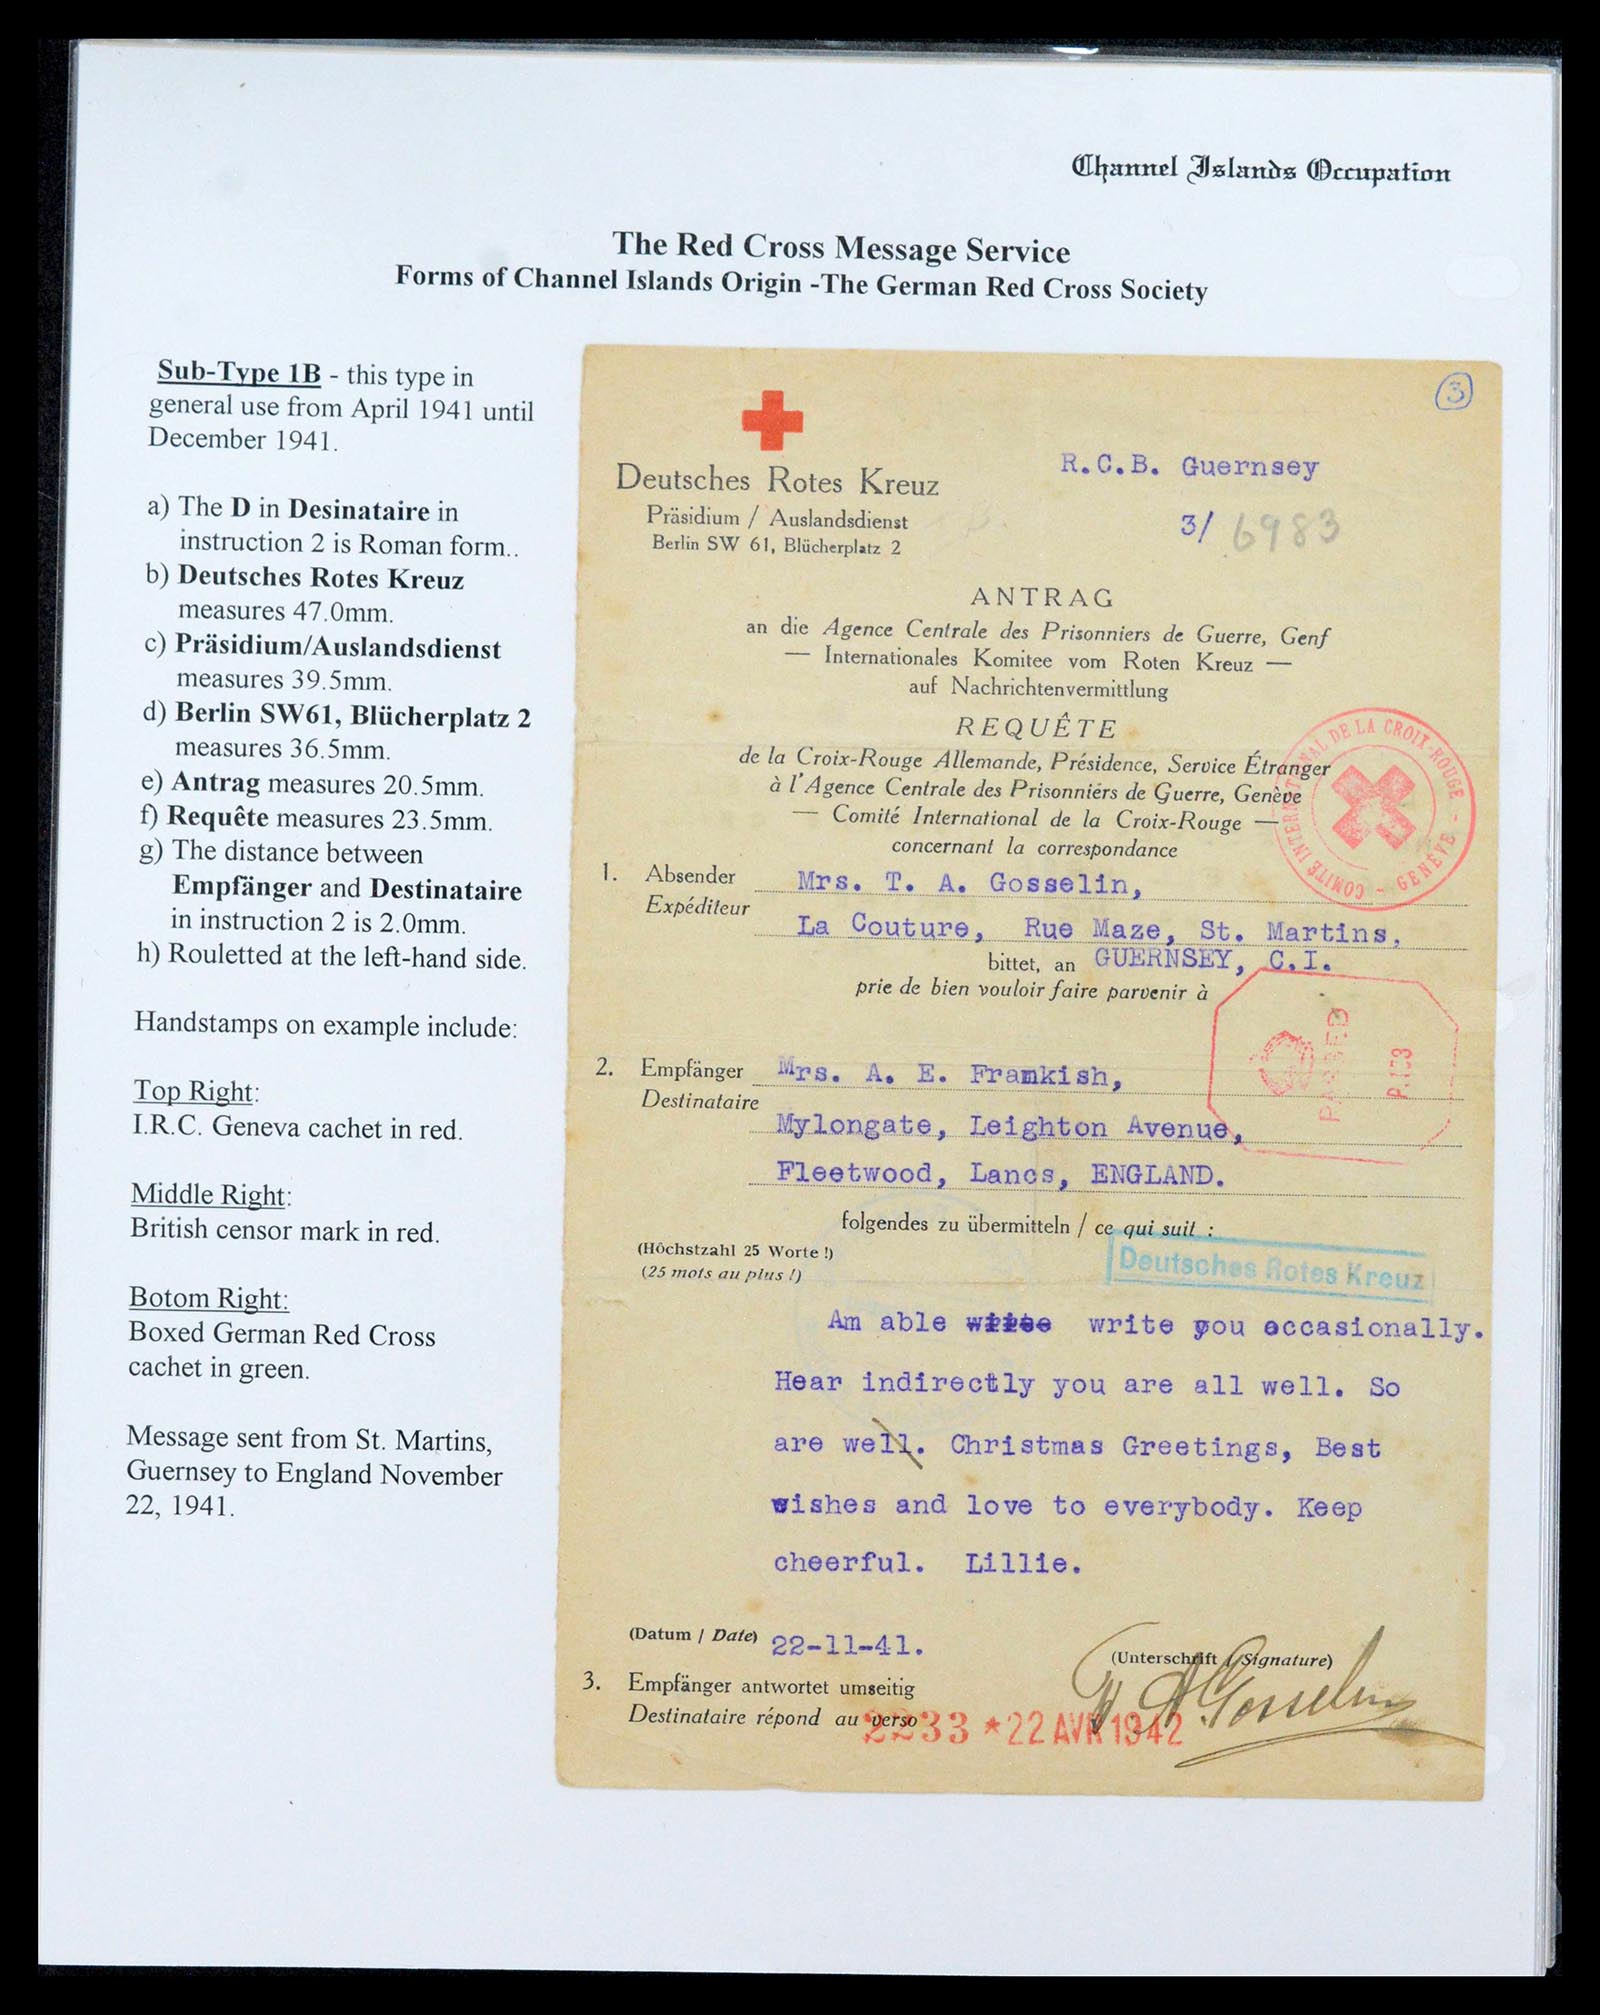 Channel Islands Occupation
The Red Cross Message Service
Forms of Channel Islands Origin -The German Red Cross Society
Sub-Type 1B - this type in
general use from April 1941 until
December 1941.
a) The D in Desinataire in
instruction 2 is Roman form..
b) Deutsches Rotes Kreuz
measures 47.0mm.
c) Präsidium/Auslandsdienst
measures 39.5mm.
d) Berlin SW61, Blücherplatz 2
measures 36.5mm.
e) Antrag measures 20.5mm.
f) Requête measures 23.5mm.
g) The distance between
Empfänger and Destinataire
in instruction 2 is 2.0mm.
h) Rouletted at the left-hand side.
Handstamps on example include:
Top Right:
I.R.C. Geneva cachet in red.
Middle Right:
British censor mark in red.
Botom Right:
Boxed German Red Cross
cachet in green.
Message sent from St. Martins,
Guernsey to England November
22, 1941.
3
Deutsches Rotes Kreuz
Präsidium / Auslandsdienst
Berlin SW 61, Blücherplatz 2
R.C.B. Guernsey
3/ 6983
ANTRAG
an die Agence Centrale des Prisonniers de Guerre, Genf
— Internationales Komitee vom Roten Kreuz —
auf Nachrichtenvermittlung
REQUÊTE
de la Croix-Rouge Allemande, Présidence, Service Étranger
à l'Agence Centrale des Prisonniers de Guerre, Genève
— Comité International de la Croix-Rouge —
concernant la correspondance
COMITÉ INTERNATIONAL DE LA CROIX-ROUGE - GENÈVE -
1. Absender Mrs. T. A. Gosselin,
Expéditeur
La Couture, Rue Maze, St. Martins,
bittet, an GUERNSEY, C.I.
prie de bien vouloir faire parvenir à
PASSED
P.133
2. Empfänger Mrs. A. E. Framkish,
Destinataire
Mylongate, Leighton Avenue,
Fleetwood, Lancs, ENGLAND.
folgendes zu übermitteln / ce qui suit :
(Höchstzahl 25 Worte !)
(25 mots au plus !)
Deutsches Rotes Kreuz
Am able write write you occasionally.
Hear indirectly you are all well. So
are well. Christmas Greetings, Best
wishes and love to everybody. Keep
cheerful. Lillie.
(Datum / Date) 22-11-41.
(Unterschrift / Signature)
T A Gosselin
3. Empfänger antwortet umseitig
Destinataire répond au verso
2233 * 22 AVR 1942